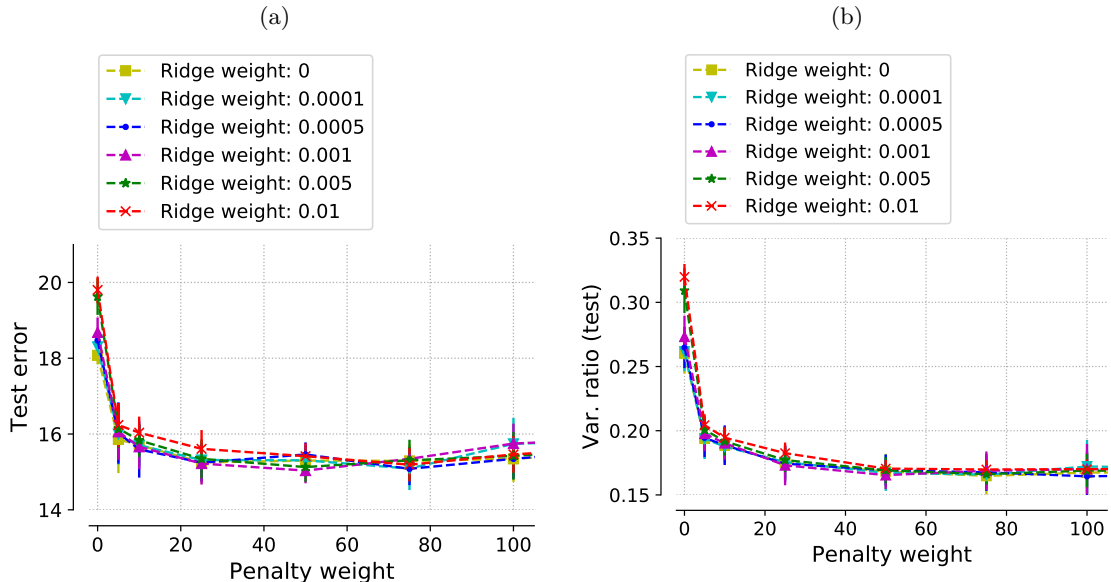 (a)
Ridge weight: 0
Ridge weight: 0.0001
Ridge weight: 0.0005
Ridge weight: 0.001
Ridge weight: 0.005
Ridge weight: 0.01
20
18
16
14
Test error
0 20 40 60 80 100
Penalty weight
(b)
Ridge weight: 0
Ridge weight: 0.0001
Ridge weight: 0.0005
Ridge weight: 0.001
Ridge weight: 0.005
Ridge weight: 0.01
0.35
0.30
0.25
0.20
0.15
Var. ratio (test)
0 20 40 60 80 100
Penalty weight